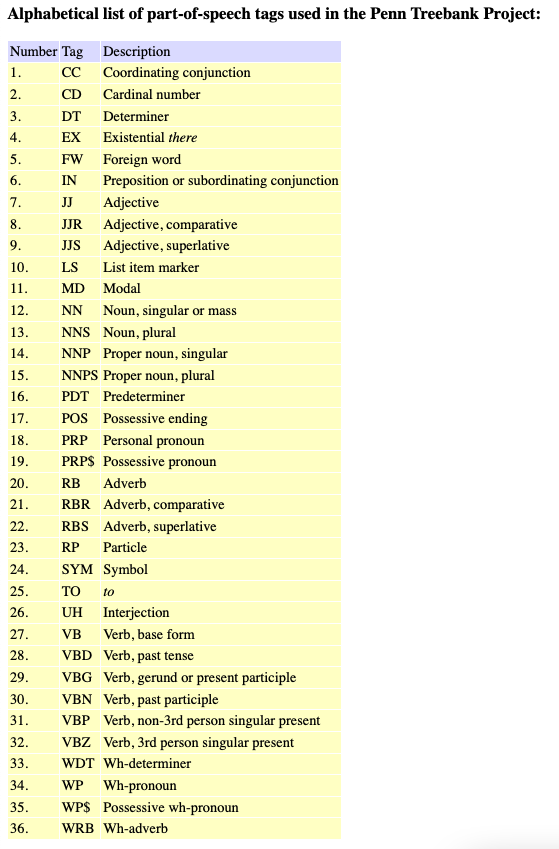 Alphabetical list of part-of-speech tags used in the Penn Treebank Project:
Number Tag Description
1. CC Coordinating conjunction
2. CD Cardinal number
3. DT Determiner
4. EX Existential there
5. FW Foreign word
6. IN Preposition or subordinating conjunction
7. JJ Adjective
8. JJR Adjective, comparative
9. JJS Adjective, superlative
10. LS List item marker
11. MD Modal
12. NN Noun, singular or mass
13. NNS Noun, plural
14. NNP Proper noun, singular
15. NNPS Proper noun, plural
16. PDT Predeterminer
17. POS Possessive ending
18. PRP Personal pronoun
19. PRP$ Possessive pronoun
20. RB Adverb
21. RBR Adverb, comparative
22. RBS Adverb, superlative
23. RP Particle
24. SYM Symbol
25. TO to
26. UH Interjection
27. VB Verb, base form
28. VBD Verb, past tense
29. VBG Verb, gerund or present participle
30. VBN Verb, past participle
31. VBP Verb, non-3rd person singular present
32. VBZ Verb, 3rd person singular present
33. WDT Wh-determiner
34. WP Wh-pronoun
35. WP$ Possessive wh-pronoun
36. WRB Wh-adverb